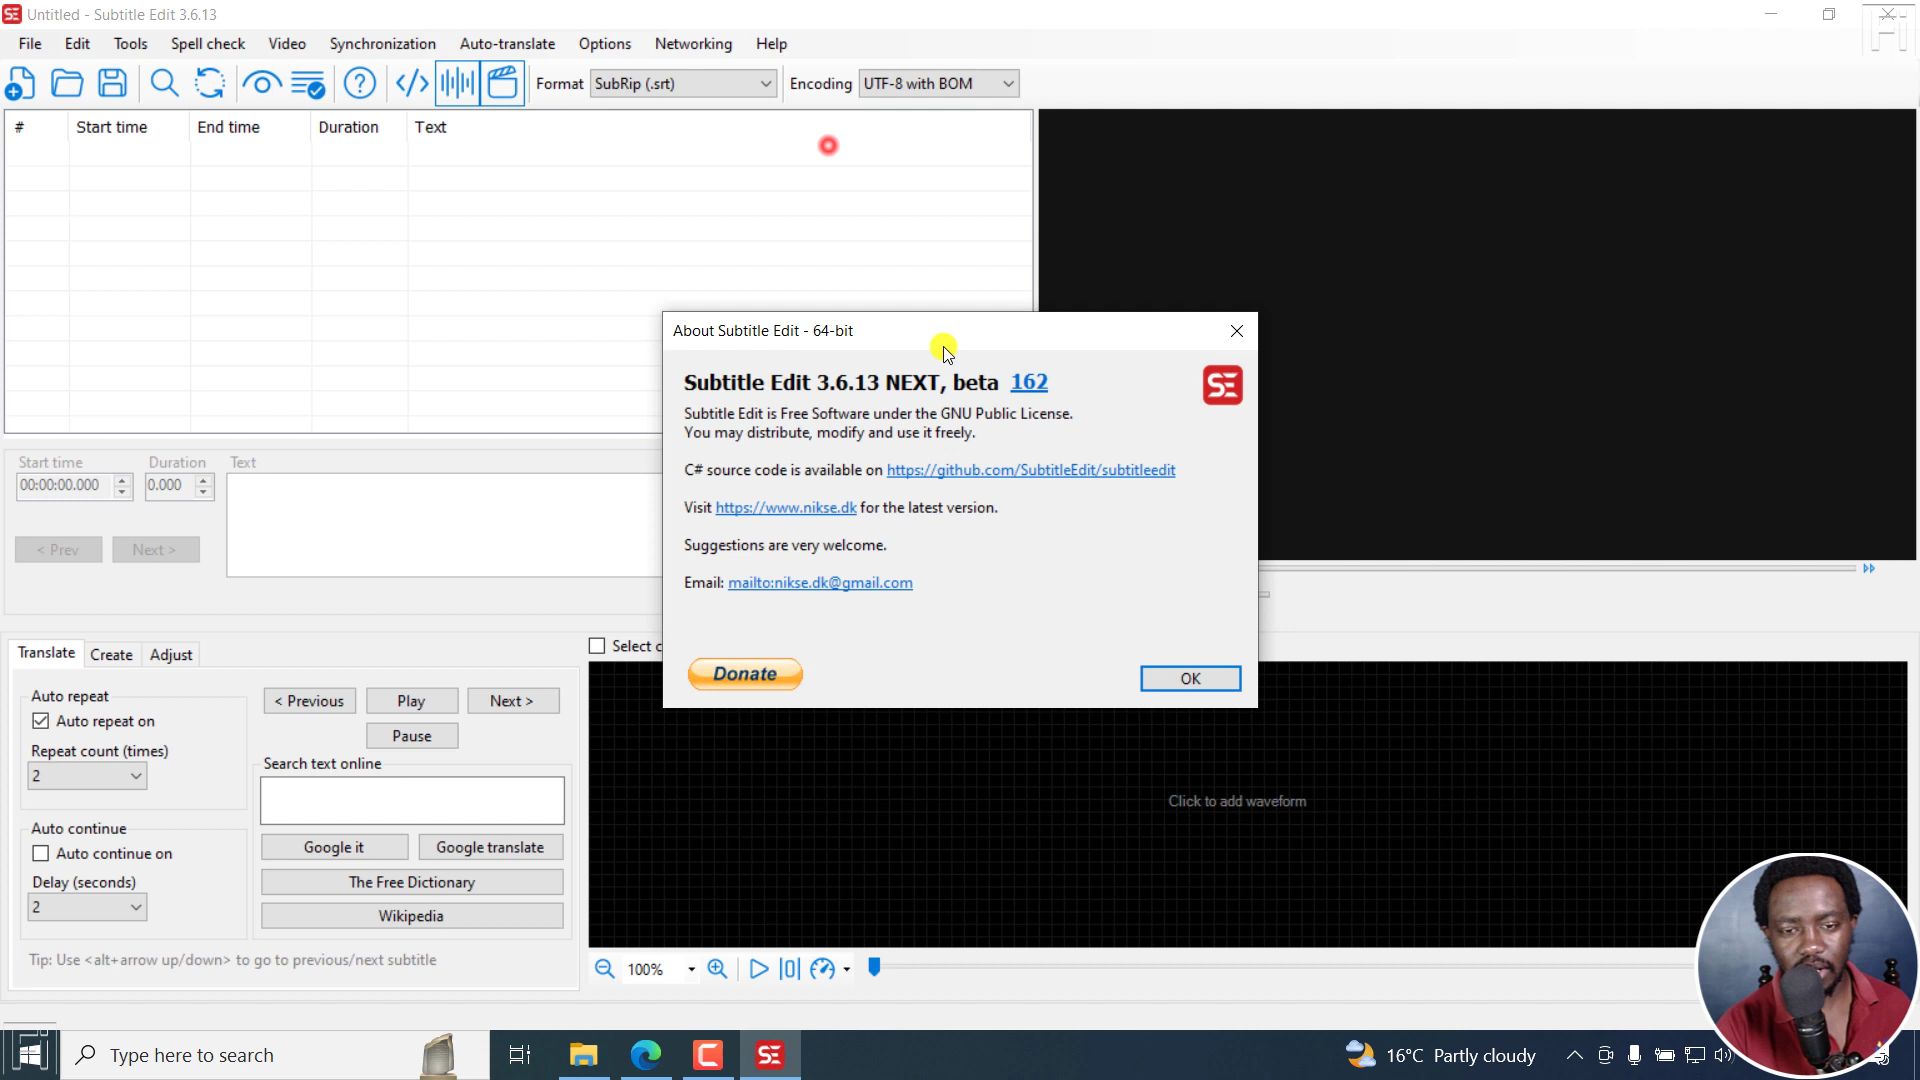 SE Untitled - Subtitle Edit 3.6.13
File Edit Tools Spell check Video Synchronization Auto-translate Options Networking Help
Format SubRip (.srt) Encoding UTF-8 with BOM
# Start time End time Duration Text
About Subtitle Edit - 64-bit
Subtitle Edit 3.6.13 NEXT, beta 162
SE
Subtitle Edit is Free Software under the GNU Public License.
You may distribute, modify and use it freely.
C# source code is available on https://github.com/SubtitleEdit/subtitleedit
Visit https://www.nikse.dk for the latest version.
Suggestions are very welcome.
Email: mailto:nikse.dk@gmail.com
Donate
OK
Start time Duration Text
00:00:00.000 0.000
< Prev Next >
Translate Create Adjust
Select
Auto repeat
Auto repeat on
Repeat count (times)
2
Auto continue
Auto continue on
Delay (seconds)
2
< Previous Play Next >
Pause
Search text online
Google it Google translate
The Free Dictionary
Wikipedia
Tip: Use <alt+arrow up/down> to go to previous/next subtitle
Click to add waveform
100%
Type here to search
SE
16°C Partly cloudy